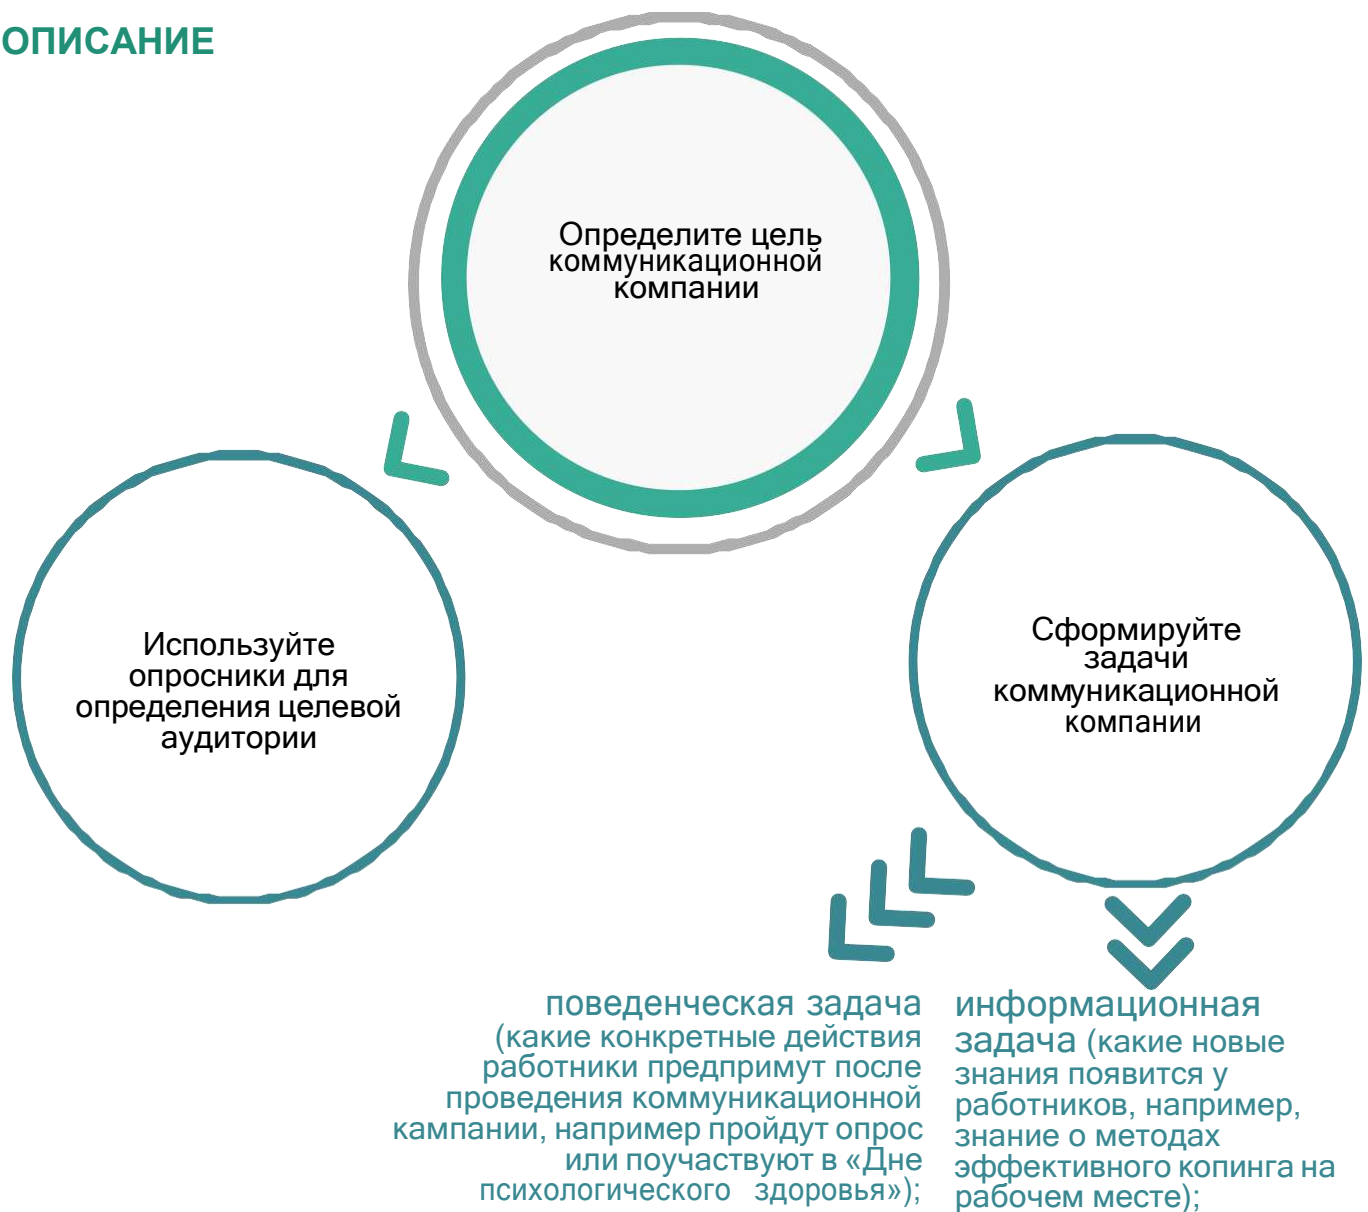 ОПИСАНИЕ
Определите цель
коммуникационной
компании
Используйте
опросники для
определения целевой
аудитории
Сформируйте
задачи
коммуникационной
компании
поведенческая задача
(какие конкретные действия
работники предпримут после
проведения коммуникационной
кампании, например пройдут опрос
или поучаствуют в «Дне
психологического здоровья»);
информационная
задача (какие новые
знания появится у
работников, например,
знание о методах
эффективного копинга на
рабочем месте);